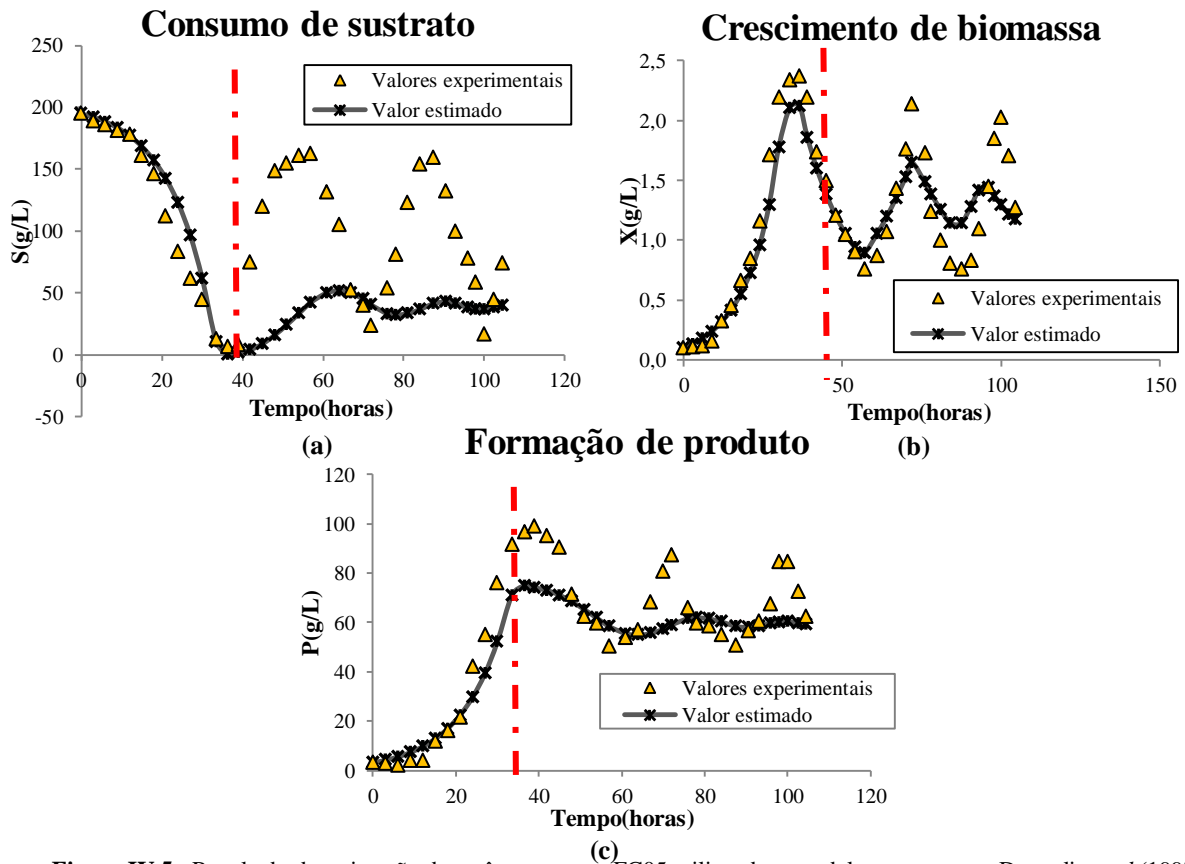 Consumo de sustrato
250
200
150
100
50
0
-50
S(g/L)
Valores experimentais
Valor estimado
0 20 40 60 80 100 120
Tempo(horas)
(a)
Crescimento de biomassa
2,5
2,0
1,5
1,0
0,5
0,0
X(g/L)
Valores experimentais
Valor estimado
0 50 100 150
Tempo(horas)
(b)
Formação de produto
120
100
80
60
40
20
0
P(g/L)
Valores experimentais
Valor estimado
0 20 40 60 80 100 120
Tempo(horas)
(c)